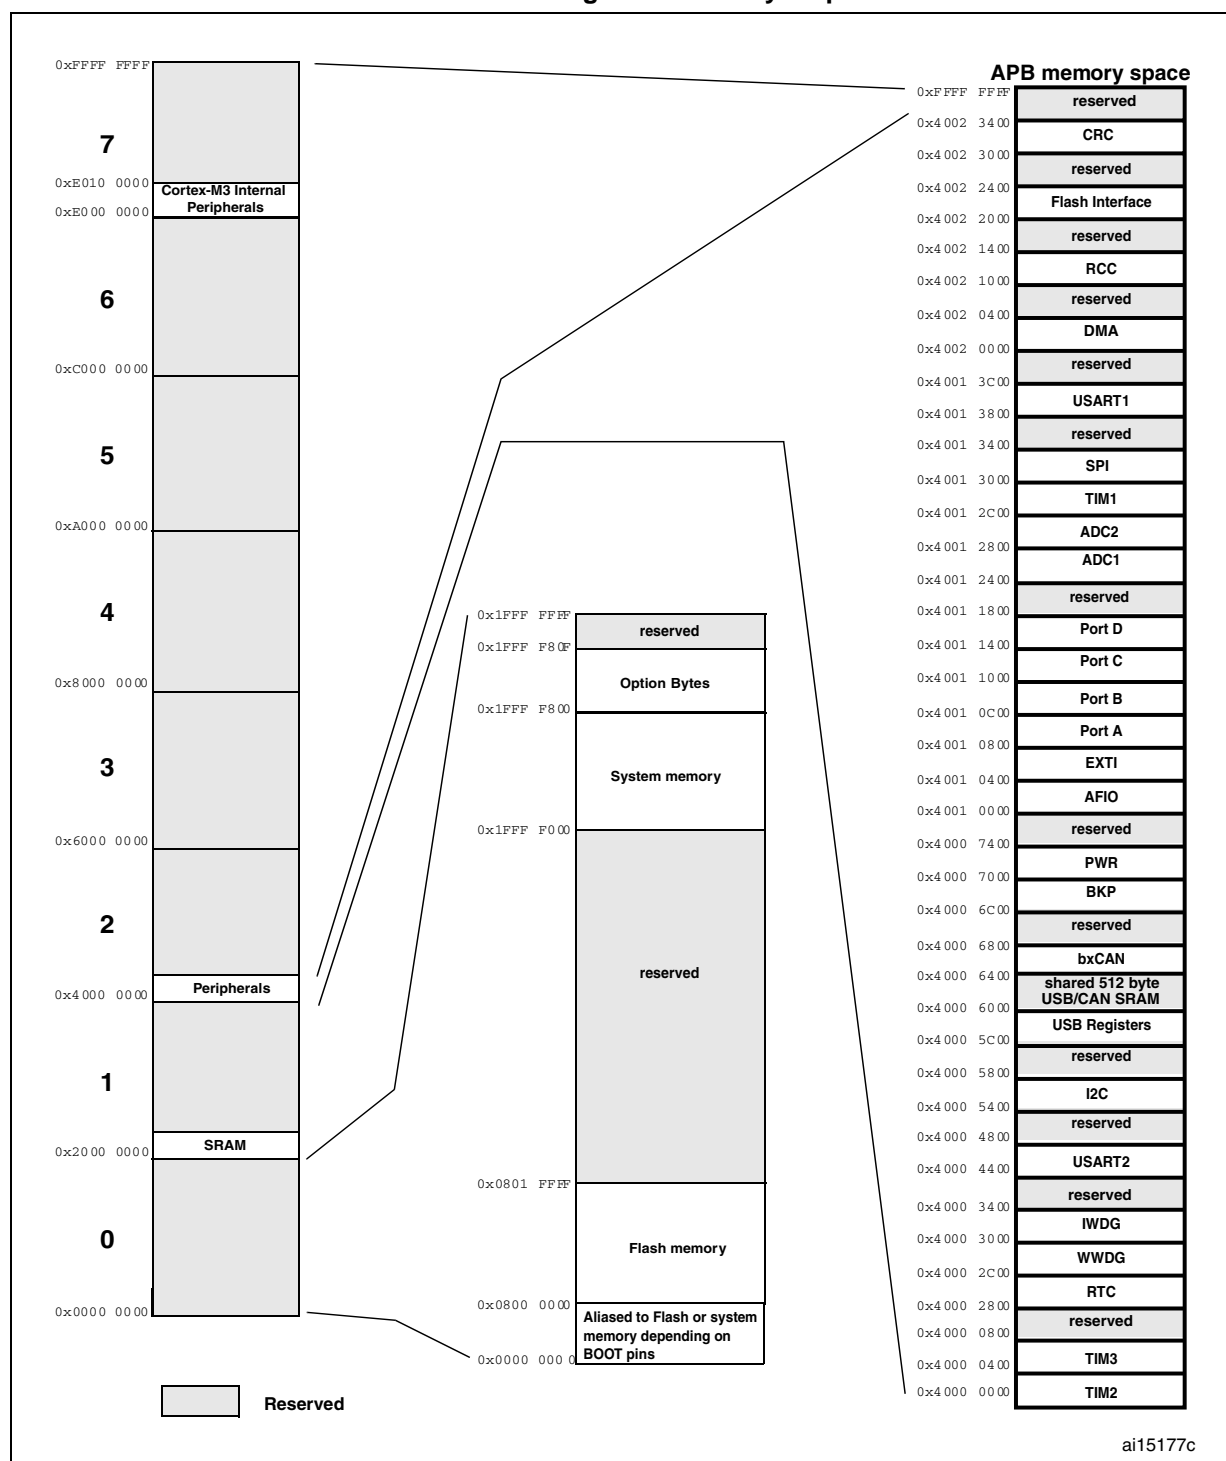 0xFFFF FFFF
7
0xE010 0000
Cortex-M3 Internal
Peripherals
0xE000 0000
6
0xC000 0000
5
0xA000 0000
4
0x8000 0000
3
0x6000 0000
2
Peripherals
0x4000 0000
1
SRAM
0x2000 0000
0
0x0000 0000
Reserved
0x1FFF FFFF
reserved
0x1FFF F80F
Option Bytes
0x1FFF F800
System memory
0x1FFF F000
reserved
0x0801 FFFF
Flash memory
0x0800 0000
Aliased to Flash or system
memory depending on
BOOT pins
0x0000 0000
APB memory space
0xFFFF FFFF
reserved
0x4002 3400
CRC
0x4002 3000
reserved
0x4002 2400
Flash Interface
0x4002 2000
reserved
0x4002 1400
RCC
0x4002 1000
reserved
0x4002 0400
DMA
0x4002 0000
reserved
0x4001 3C00
USART1
0x4001 3800
reserved
0x4001 3400
SPI
0x4001 3000
TIM1
0x4001 2C00
ADC2
0x4001 2800
ADC1
0x4001 2400
reserved
0x4001 1800
Port D
0x4001 1400
Port C
0x4001 1000
Port B
0x4001 0C00
Port A
0x4001 0800
EXTI
0x4001 0400
AFIO
0x4001 0000
reserved
0x4000 7400
PWR
0x4000 7000
BKP
0x4000 6C00
reserved
0x4000 6800
bxCAN
0x4000 6400
shared 512 byte
USB/CAN SRAM
0x4000 6000
USB Registers
0x4000 5C00
reserved
0x4000 5800
I2C
0x4000 5400
reserved
0x4000 4800
USART2
0x4000 4400
reserved
0x4000 3400
IWDG
0x4000 3000
WWDG
0x4000 2C00
RTC
0x4000 2800
reserved
0x4000 0800
TIM3
0x4000 0400
TIM2
0x4000 0000
ai15177c